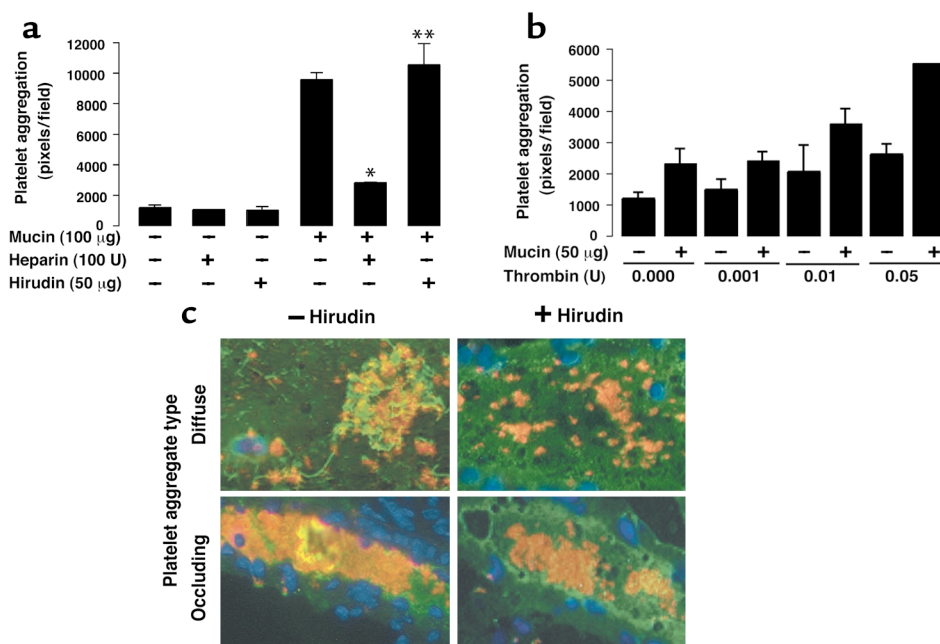 a
Platelet aggregation
(pixels/field)
12000
10000
8000
6000
4000
2000
0
*
**
Mucin (100 μg) – – – + + +
Heparin (100 U) – + – – + –
Hirudin (50 μg) – – + – – +
b
Platelet aggregation
(pixels/field)
6000
5000
4000
3000
2000
1000
0
Mucin (50 μg) – + – + – + – +
Thrombin (U) 0.000 0.001 0.01 0.05
c
– Hirudin + Hirudin
Platelet aggregate type
Diffuse
Occluding